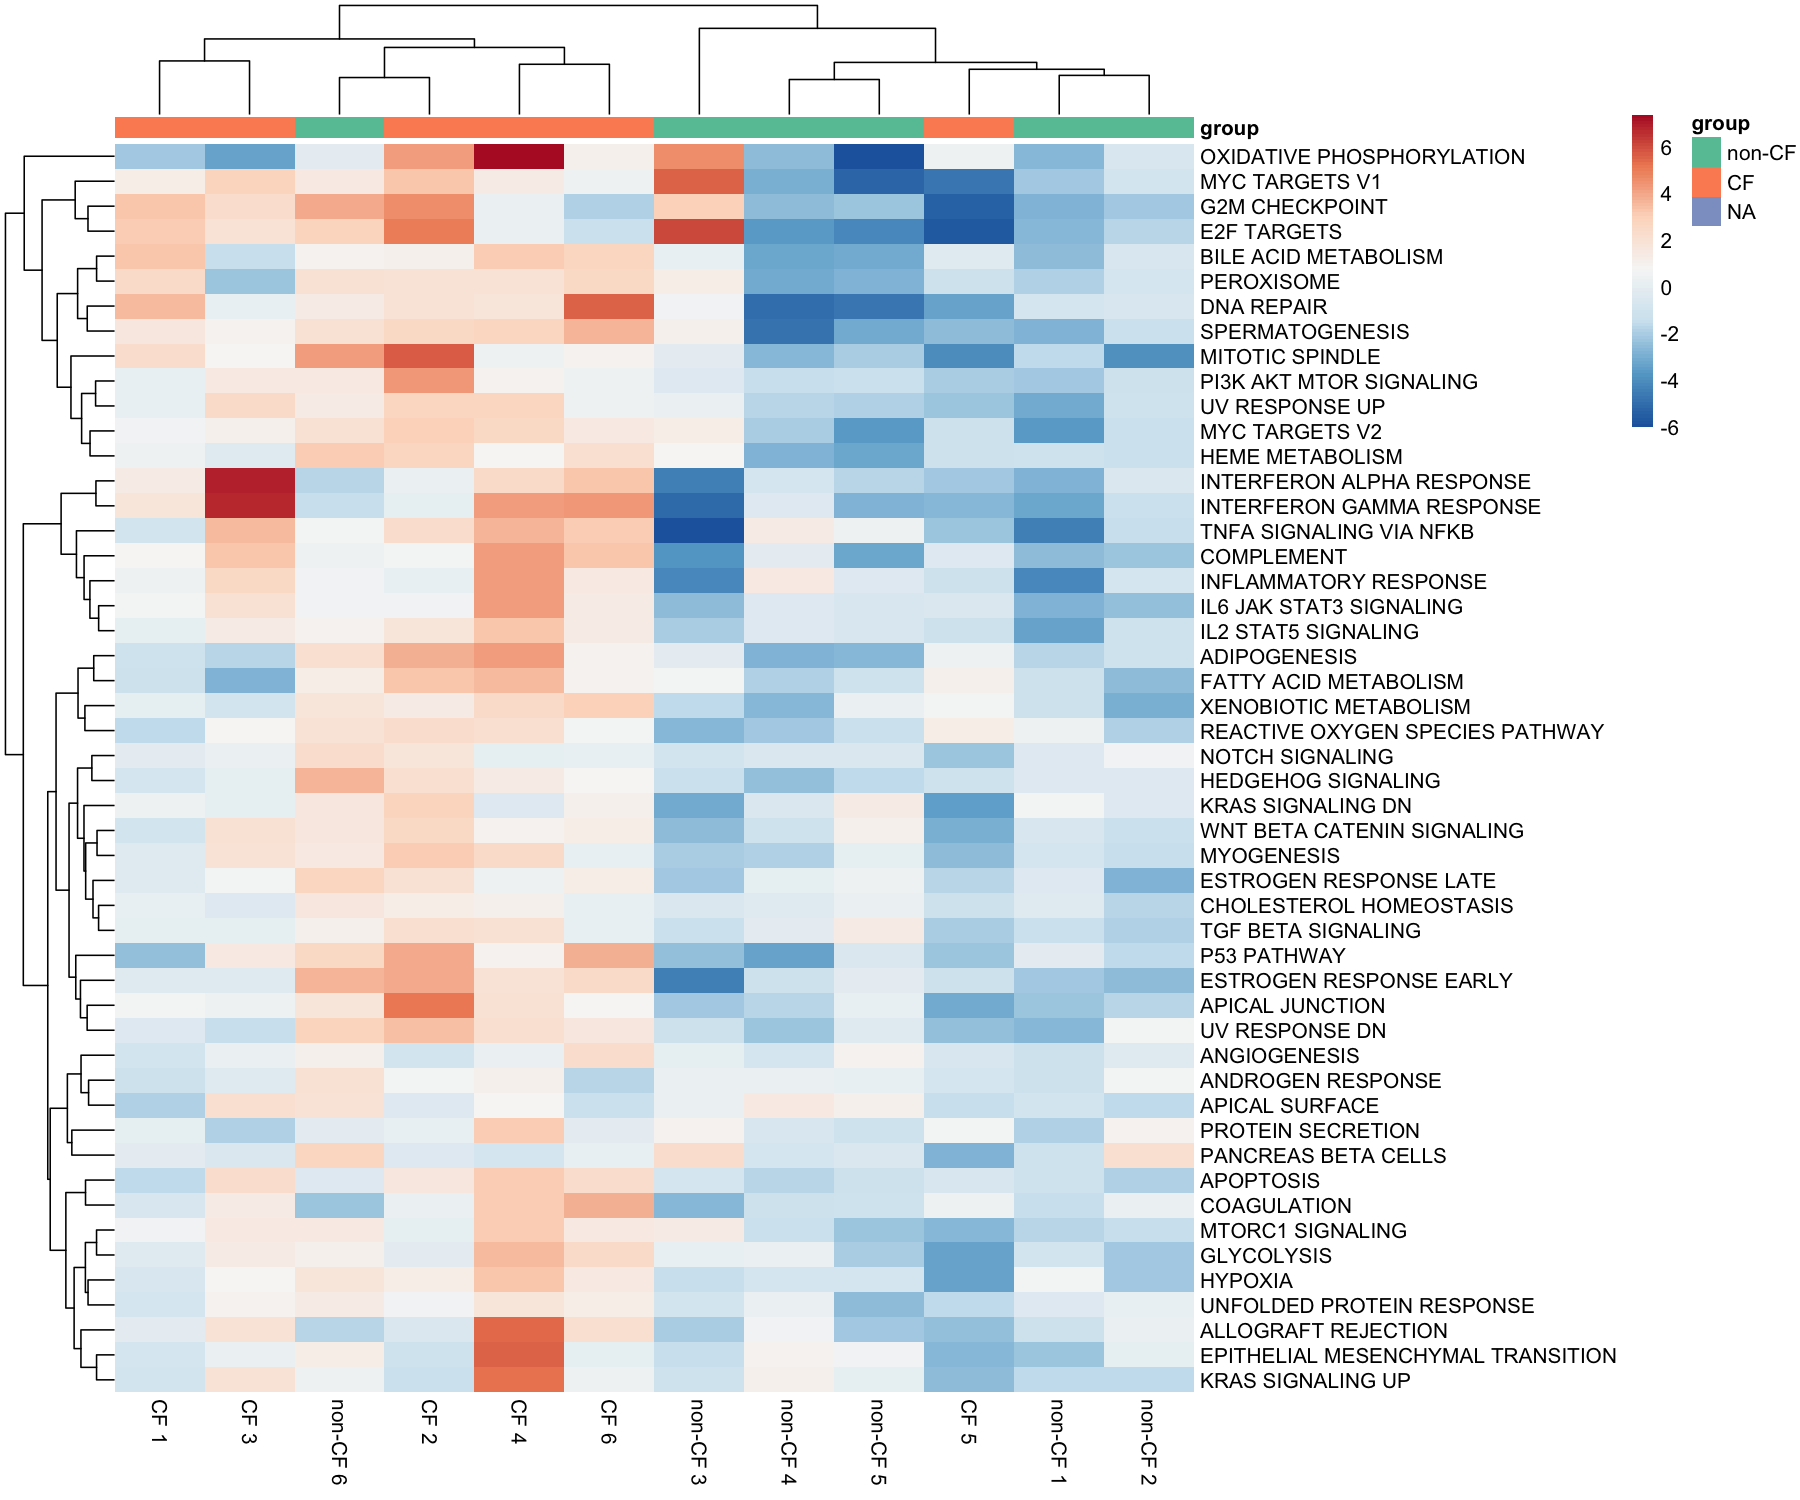 group
OXIDATIVE PHOSPHORYLATION
MYC TARGETS V1
G2M CHECKPOINT
E2F TARGETS
BILE ACID METABOLISM
PEROXISOME
DNA REPAIR
SPERMATOGENESIS
MITOTIC SPINDLE
PI3K AKT MTOR SIGNALING
UV RESPONSE UP
MYC TARGETS V2
HEME METABOLISM
INTERFERON ALPHA RESPONSE
INTERFERON GAMMA RESPONSE
TNFA SIGNALING VIA NFKB
COMPLEMENT
INFLAMMATORY RESPONSE
IL6 JAK STAT3 SIGNALING
IL2 STAT5 SIGNALING
ADIPOGENESIS
FATTY ACID METABOLISM
XENOBIOTIC METABOLISM
REACTIVE OXYGEN SPECIES PATHWAY
NOTCH SIGNALING
HEDGEHOG SIGNALING
KRAS SIGNALING DN
WNT BETA CATENIN SIGNALING
MYOGENESIS
ESTROGEN RESPONSE LATE
CHOLESTEROL HOMEOSTASIS
TGF BETA SIGNALING
P53 PATHWAY
ESTROGEN RESPONSE EARLY
APICAL JUNCTION
UV RESPONSE DN
ANGIOGENESIS
ANDROGEN RESPONSE
APICAL SURFACE
PROTEIN SECRETION
PANCREAS BETA CELLS
APOPTOSIS
COAGULATION
MTORC1 SIGNALING
GLYCOLYSIS
HYPOXIA
UNFOLDED PROTEIN RESPONSE
ALLOGRAFT REJECTION
EPITHELIAL MESENCHYMAL TRANSITION
KRAS SIGNALING UP
CF 1
CF 3
non-CF 6
CF 2
CF 4
CF 6
non-CF 3
non-CF 4
non-CF 5
CF 5
non-CF 1
non-CF 2
6
4
2
0
-2
-4
-6
group
non-CF
CF
NA